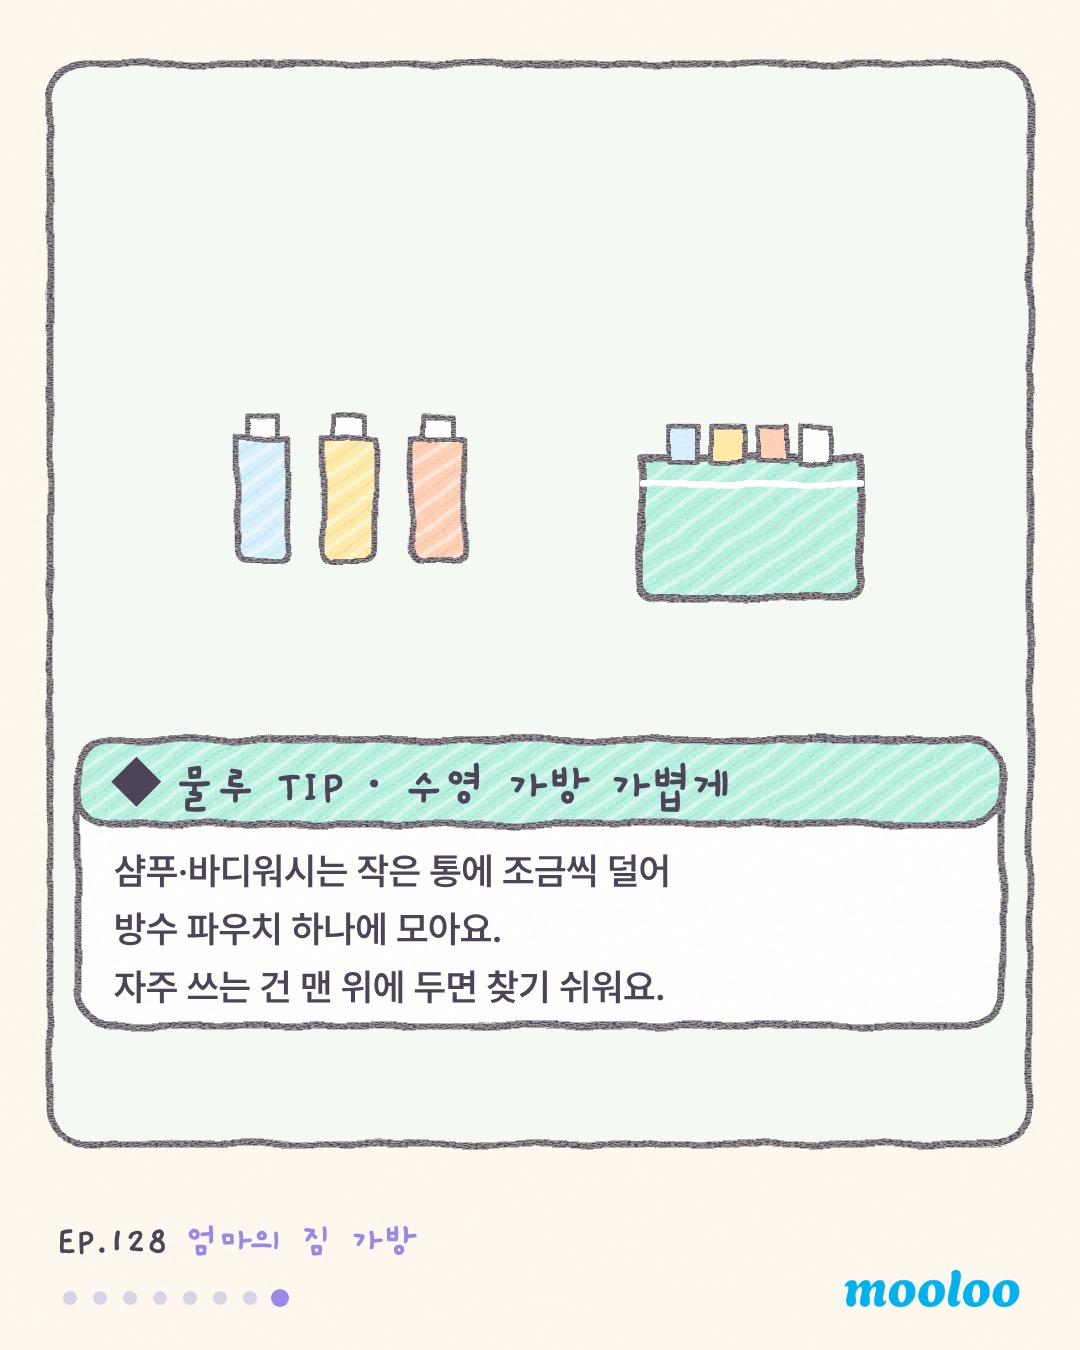 물루 TIP · 수영 가방 가볍게
샴푸·바디워시는 작은 통에 조금씩 덜어
방수 파우치 하나에 모아요.
자주 쓰는 건 맨 위에 두면 찾기 쉬워요.
EP.128 엄마의 짐 가방
mooloo